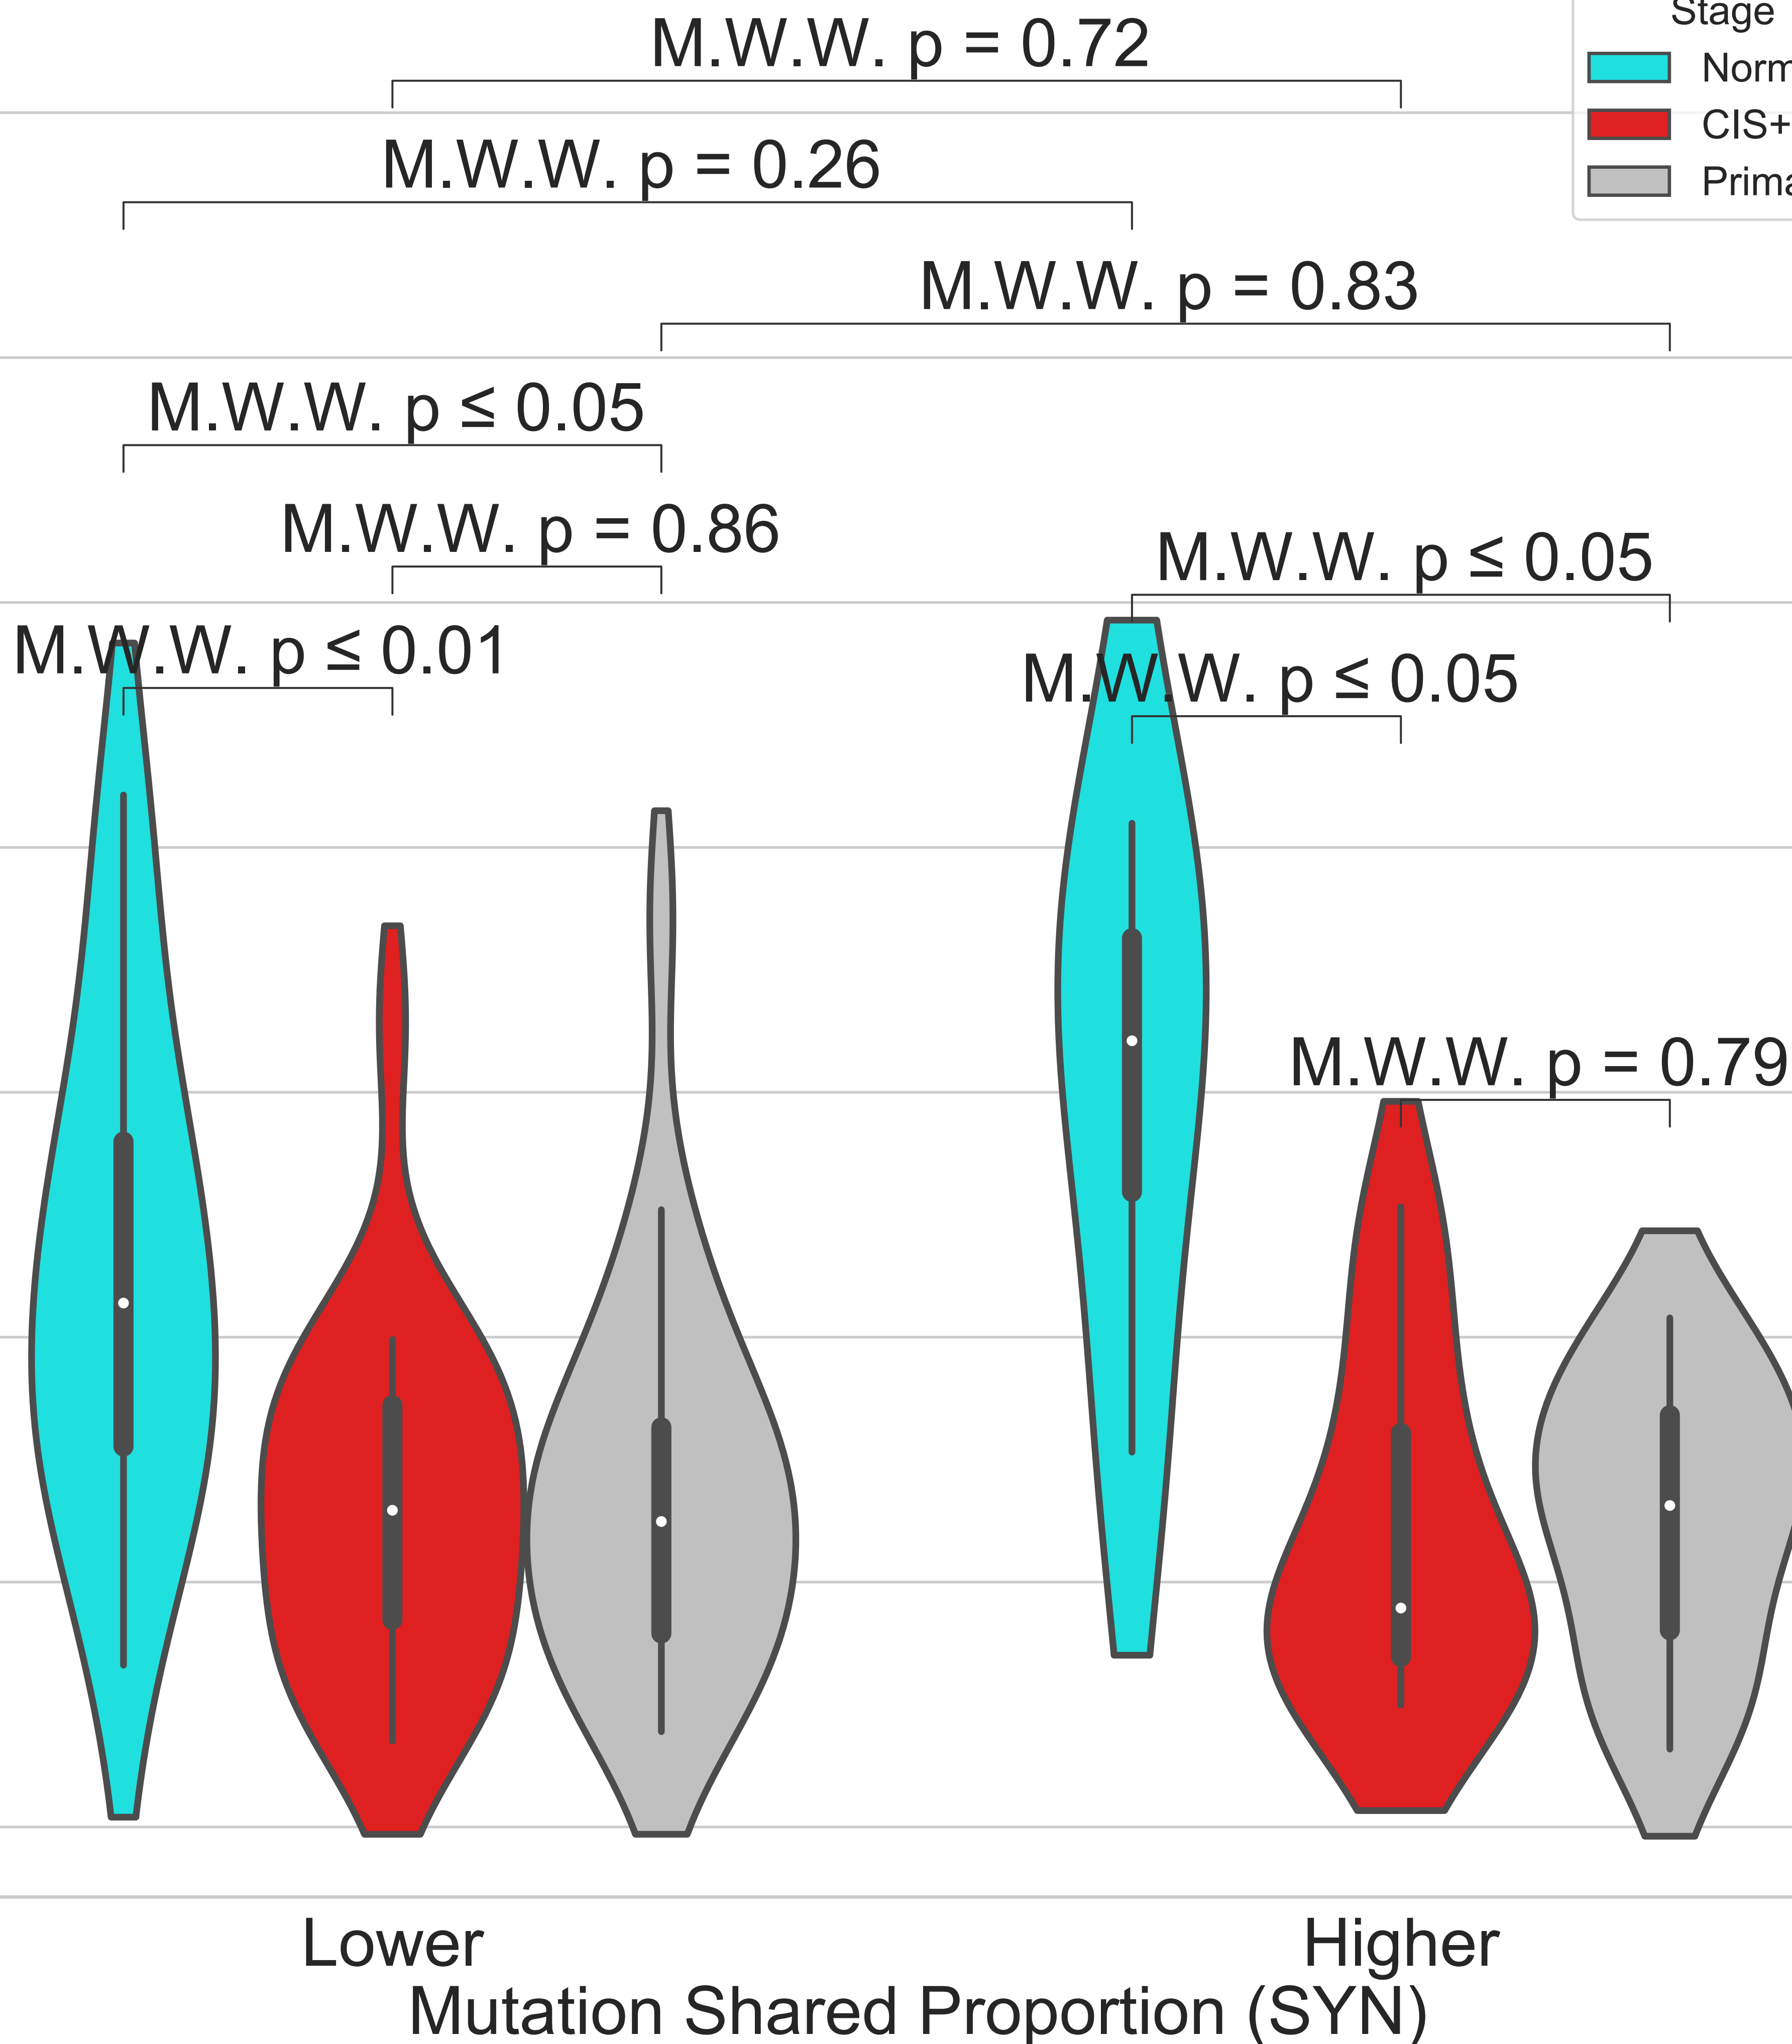 Stage
Norm
CIS+
Prima
M.W.W. p = 0.72
M.W.W. p = 0.26
M.W.W. p = 0.83
M.W.W. p ≤ 0.05
M.W.W. p = 0.86
M.W.W. p ≤ 0.05
M.W.W. p ≤ 0.01
M.W.W. p ≤ 0.05
M.W.W. p = 0.79
Lower
Higher
Mutation Shared Proportion (SYN)